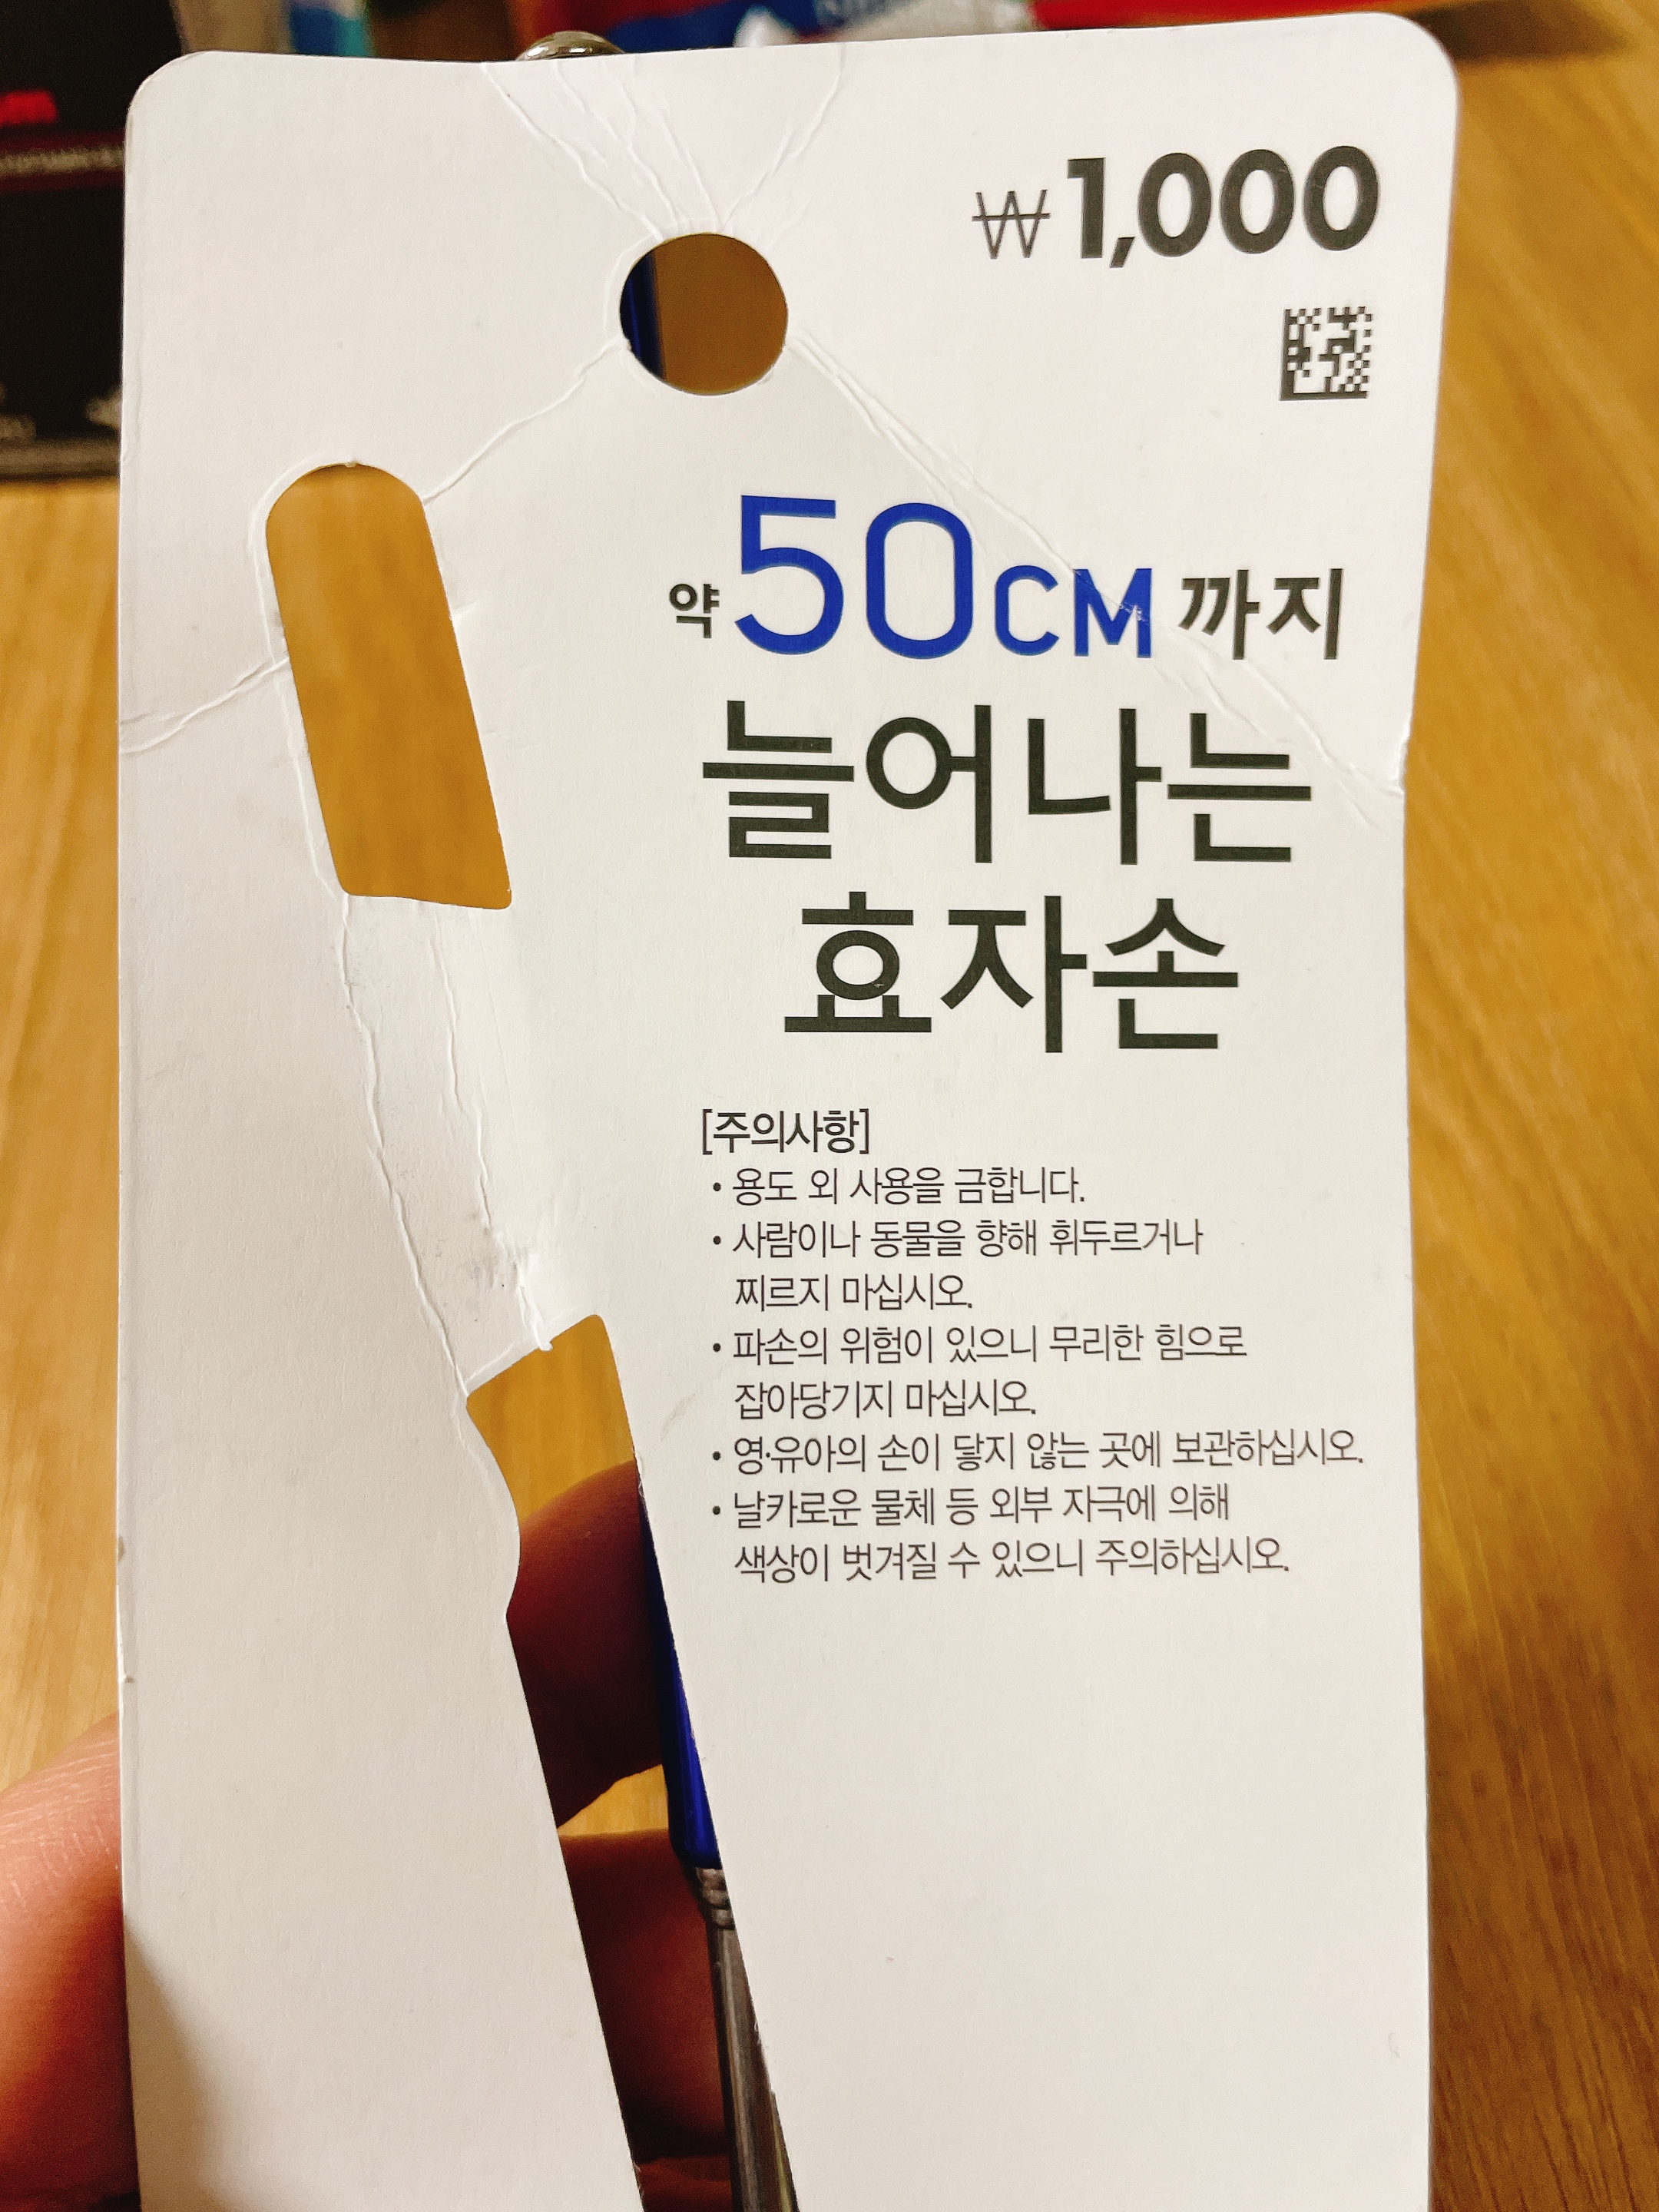 ₩1,000
약 50CM 까지
늘어나는
효자손
[주의사항]
• 용도 외 사용을 금합니다.
• 사람이나 동물을 향해 휘두르거나
찌르지 마십시오.
• 파손의 위험이 있으니 무리한 힘으로
잡아당기지 마십시오.
• 영·유아의 손이 닿지 않는 곳에 보관하십시오.
• 날카로운 물체 등 외부 자극에 의해
색상이 벗겨질 수 있으니 주의하십시오.